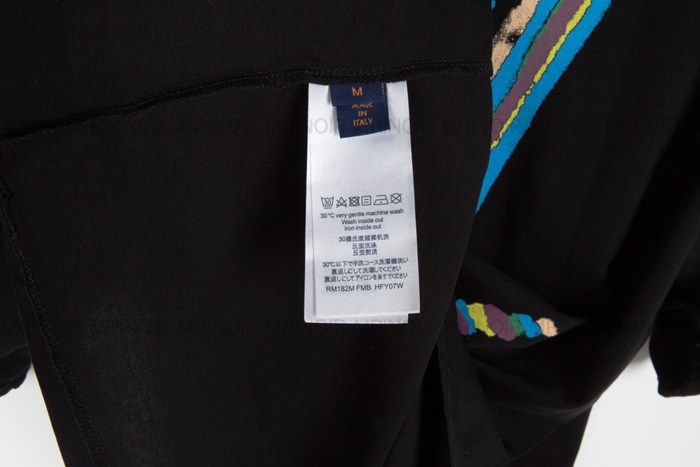 M
MADE
IN
ITALY
30°C very gentle machine wash
Wash inside out
Iron inside out
30攝氏度超揉机洗
反面洗涤
反面熨烫
30℃以下で手洗コース洗濯機洗い
裏返しにして洗濯してください
裏返しにしてアイロンをあててください
RM182M FMB HFY07W